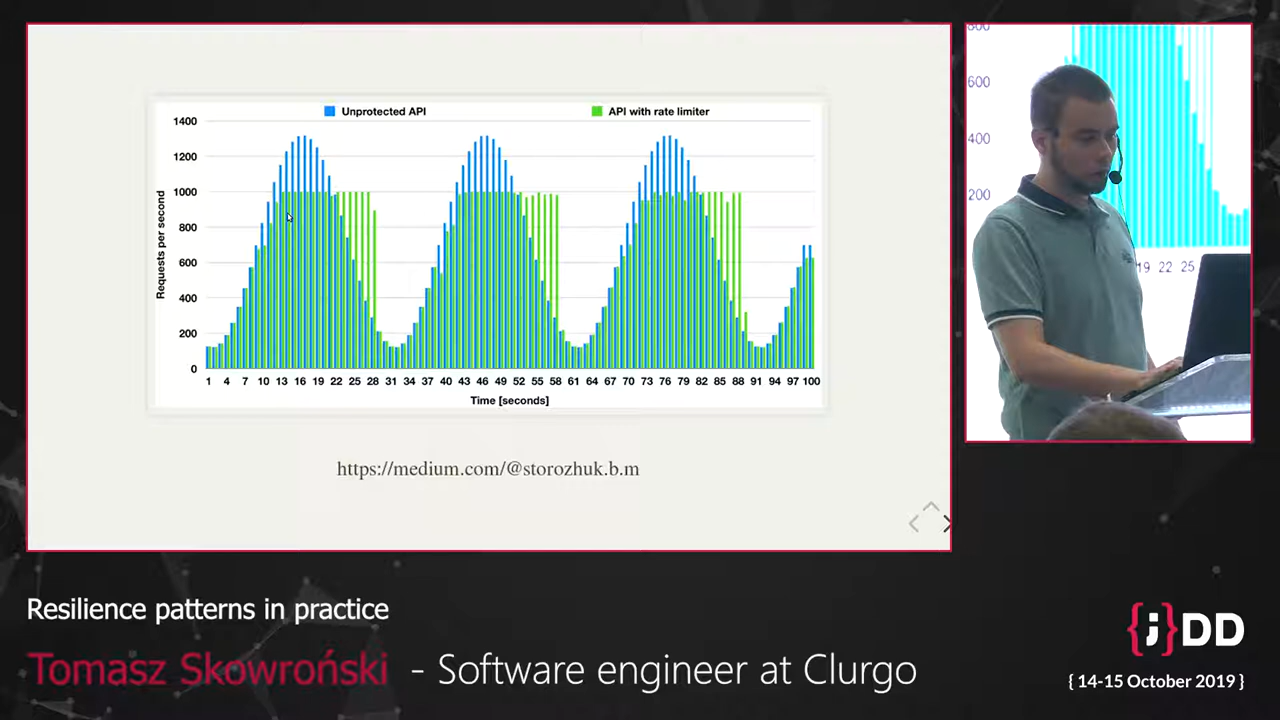 Unprotected API
API with rate limiter
1400
1200
1000
800
600
400
200
0
Requests per second
1 4 7 10 13 16 19 22 25 28 31 34 37 40 43 46 49 52 55 58 61 64 67 70 73 76 79 82 85 88 91 94 97 100
Time [seconds]
https://medium.com/@storozhuk.b.m
800
600
400
200
19 22 25
Resilience patterns in practice
Tomasz Skowroński - Software engineer at Clurgo
{;}DD
{ 14-15 October 2019 }